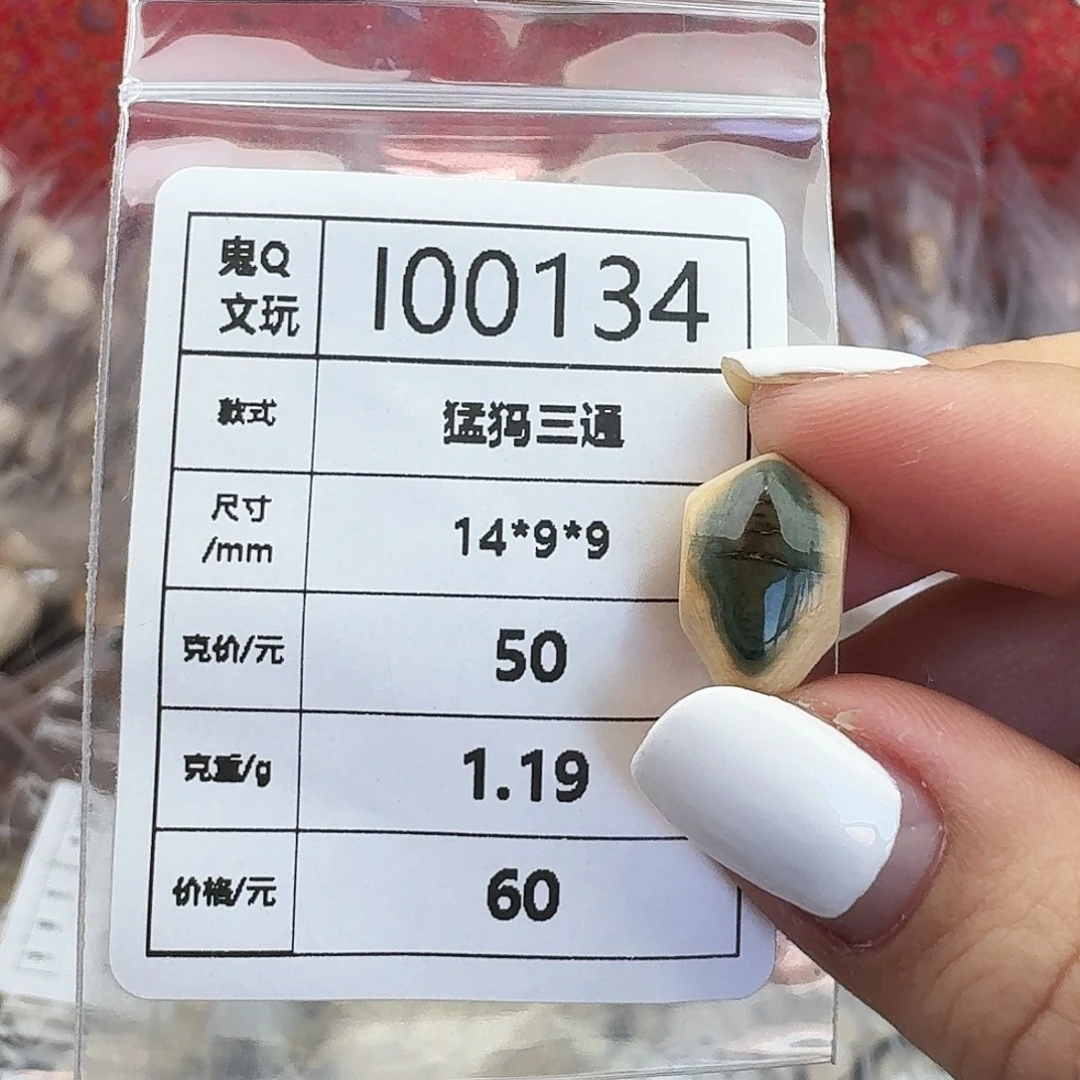 鬼Q
文玩
I00134
款式
猛犸三通
尺寸
/mm
14*9*9
克价/元
50
克重/g
1.19
价格/元
60